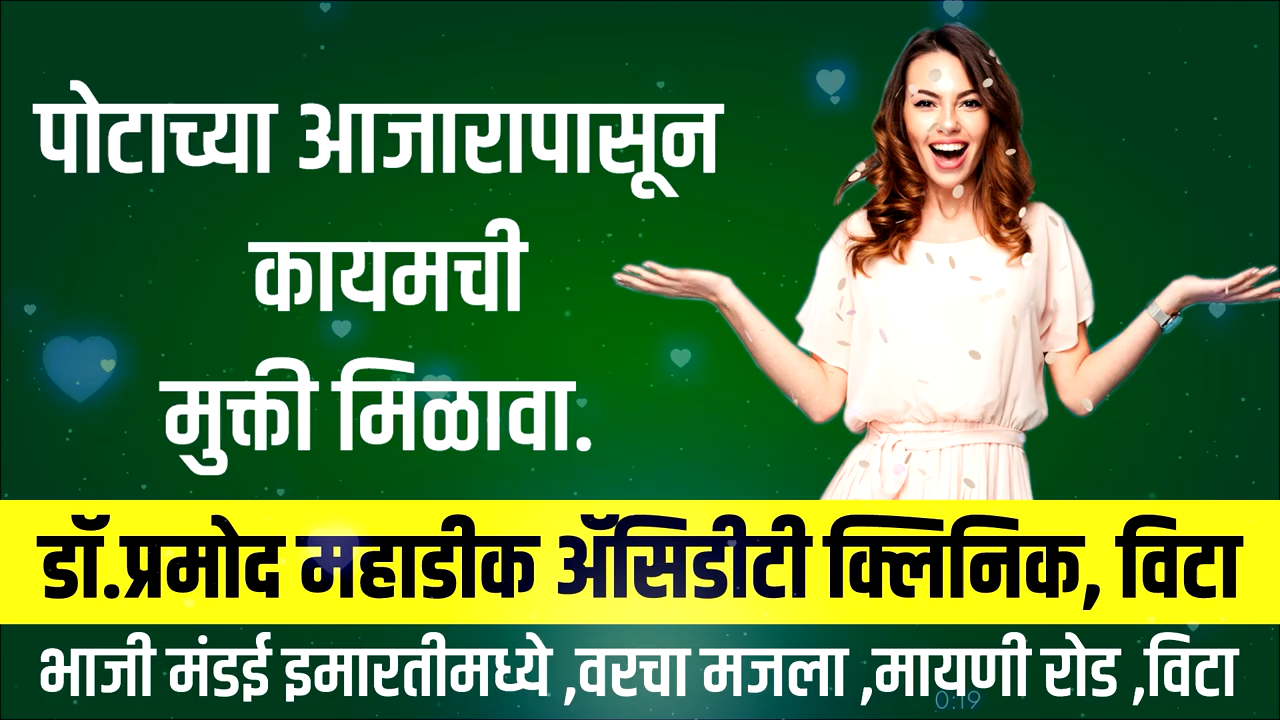 पोटाच्या आजारापासून
कायमची
मुक्ती मिळावा.
डॉ.प्रमोद महाडीक ॲसिडीटी क्लिनिक, विटा
भाजी मंडई इमारतीमध्ये ,वरचा मजला ,मायणी रोड ,विटा
0:19